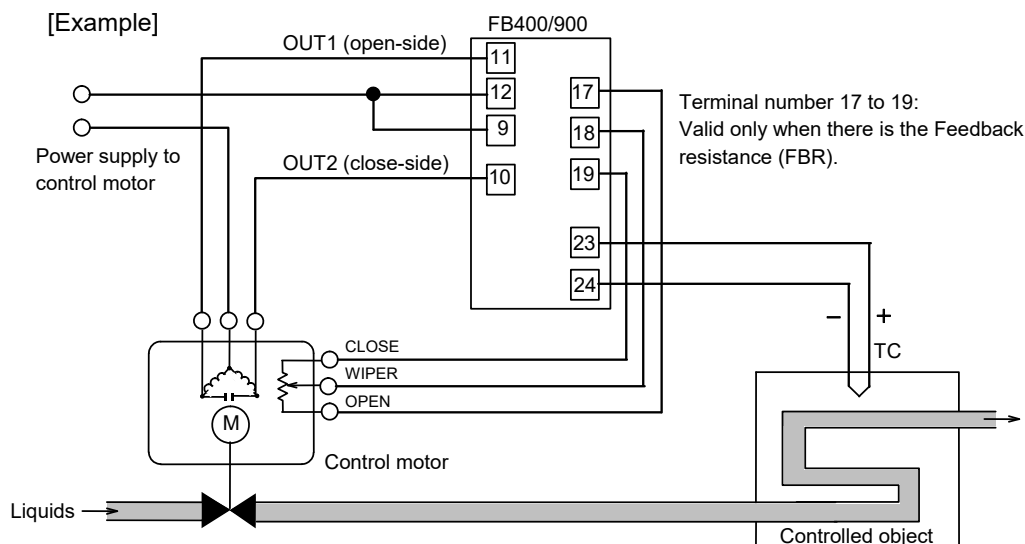 [Example]
FB400/900
OUT1 (open-side)
11
12
9
10
17
18
19
23
24
Terminal number 17 to 19:
Valid only when there is the Feedback
resistance (FBR).
Power supply to
control motor
OUT2 (close-side)
− +
TC
CLOSE
WIPER
OPEN
M
Control motor
Liquids
Controlled object